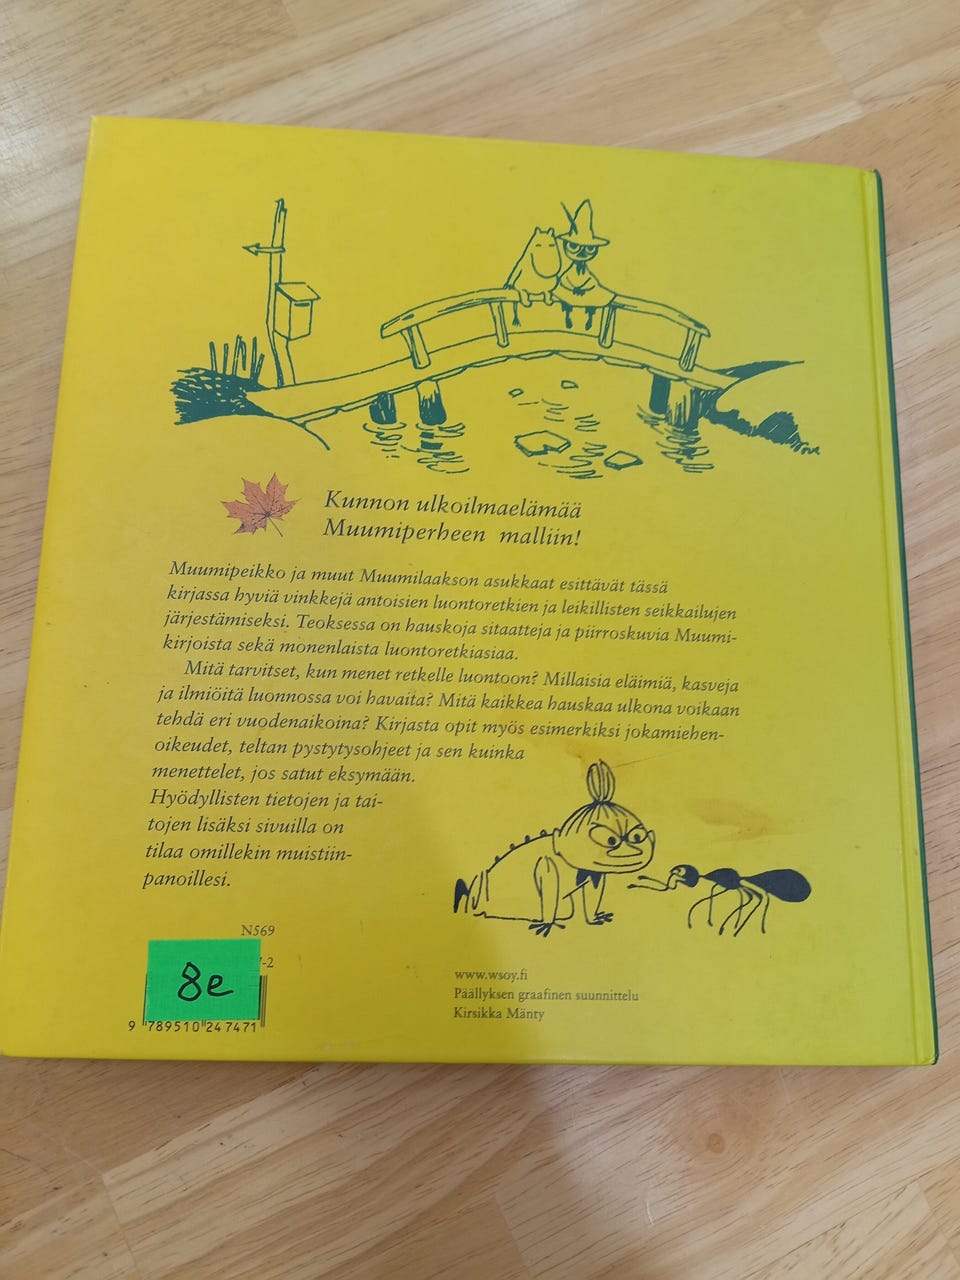 Kunnon ulkoilmaelämää
Muumiperheen malliin!
Muumipeikko ja muut Muumilaakson asukkaat esittävät tässä
kirjassa hyviä vinkkejä antoisien luontoretkien ja leikillisten seikkailujen
järjestämiseksi. Teoksessa on hauskoja sitaatteja ja piirroskuvia Muumi-
kirjoista sekä monenlaista luontoretkiasiaa.
Mitä tarvitset, kun menet retkelle luontoon? Millaisia eläimiä, kasveja
ja ilmiöitä luonnossa voi havaita? Mitä kaikkea hauskaa ulkona voikaan
tehdä eri vuodenaikoina? Kirjasta opit myös esimerkiksi jokamiehen-
oikeudet, teltan pystytysohjeet ja sen kuinka
menettelet, jos satut eksymään.
Hyödyllisten tietojen ja tai-
tojen lisäksi sivuilla on
tilaa omillekin muistiin-
panoillesi.
N569
7-2
8e
9 789510 247471
www.wsoy.fi
Päällyksen graafinen suunnittelu
Kirsikka Mänty